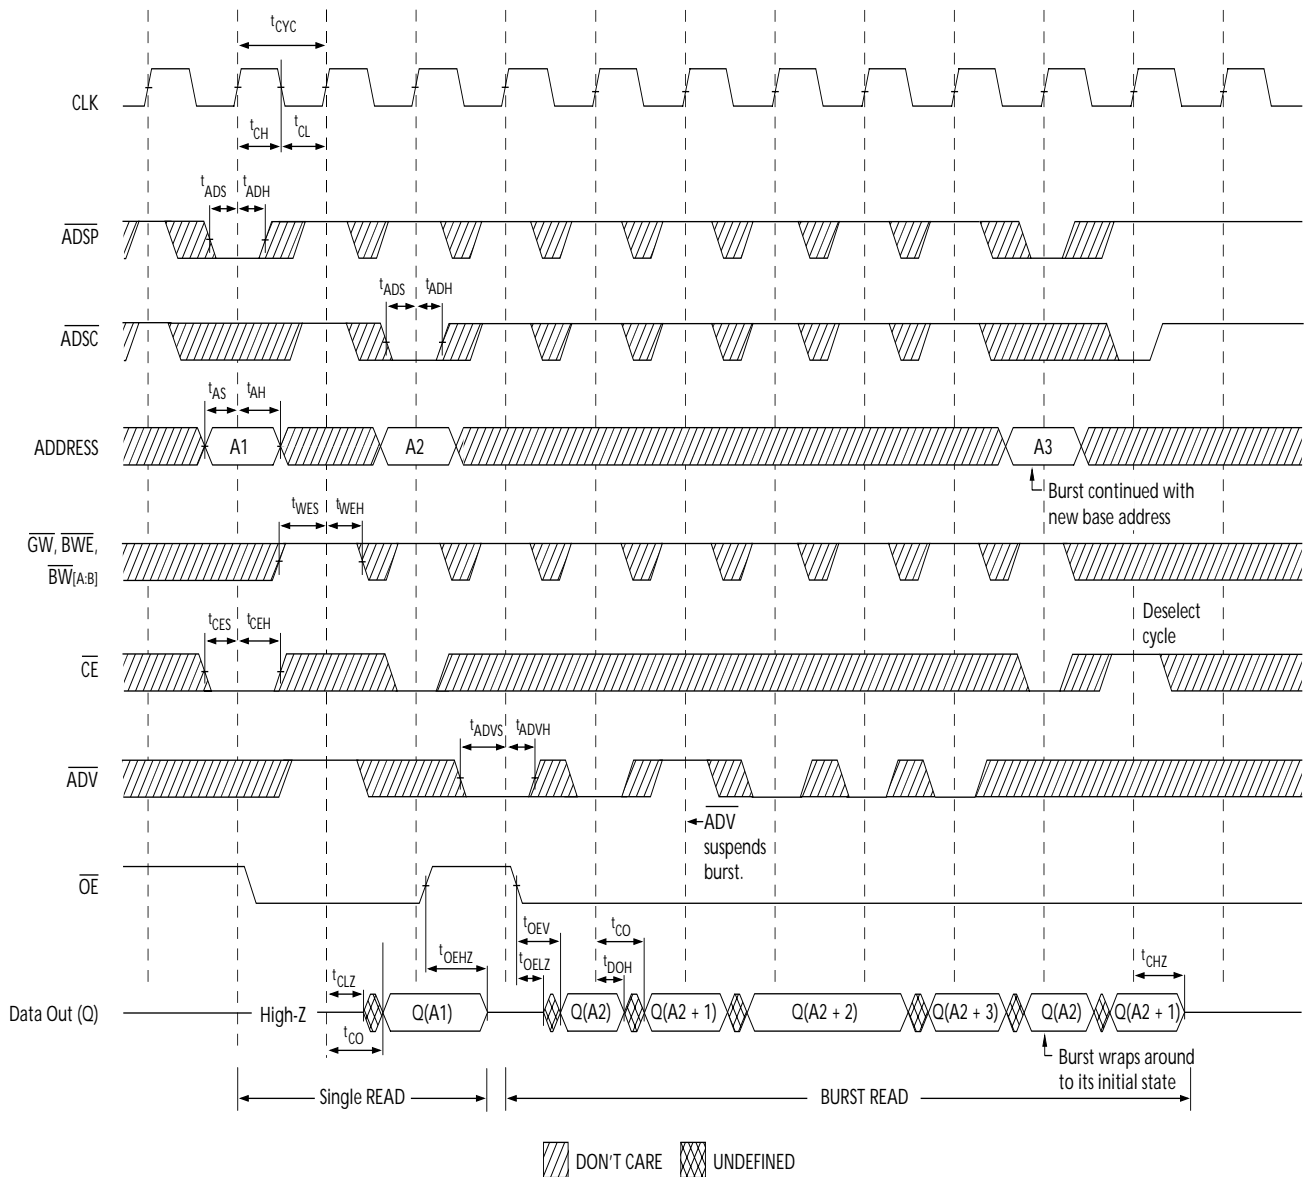 tCYC
CLK
tCH
tCL
tADS
tADH
ADSP
tADS
tADH
ADSC
tAS
tAH
ADDRESS
A1
A2
A3
Burst continued with
new base address
tWES
tWEH
GW, BWE,
BW[A:B]
Deselect
cycle
tCES
tCEH
CE
tADVS
tADVH
ADV
ADV
suspends
burst.
OE
tOEV
tCO
tOEHZ
tOELZ
tDOH
tCHZ
tCLZ
Data Out (Q)
High-Z
Q(A1)
Q(A2)
Q(A2 + 1)
Q(A2 + 2)
Q(A2 + 3)
Q(A2)
Q(A2 + 1)
tCO
Burst wraps around
to its initial state
Single READ
BURST READ
DON'T CARE
UNDEFINED